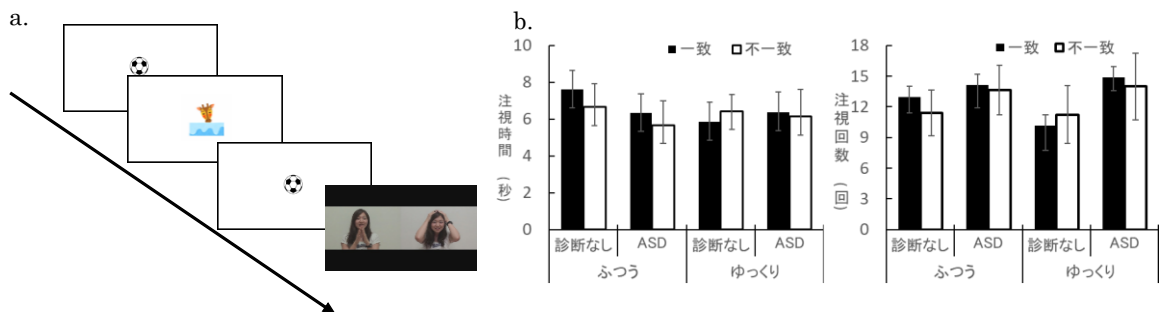 a.
b.
注視時間 (秒)
10
8
6
4
2
0
一致 不一致
診断なし ASD 診断なし ASD
ふつう ゆっくり
注視回数 (回)
18
15
12
9
6
3
0
一致 不一致
診断なし ASD 診断なし ASD
ふつう ゆっくり